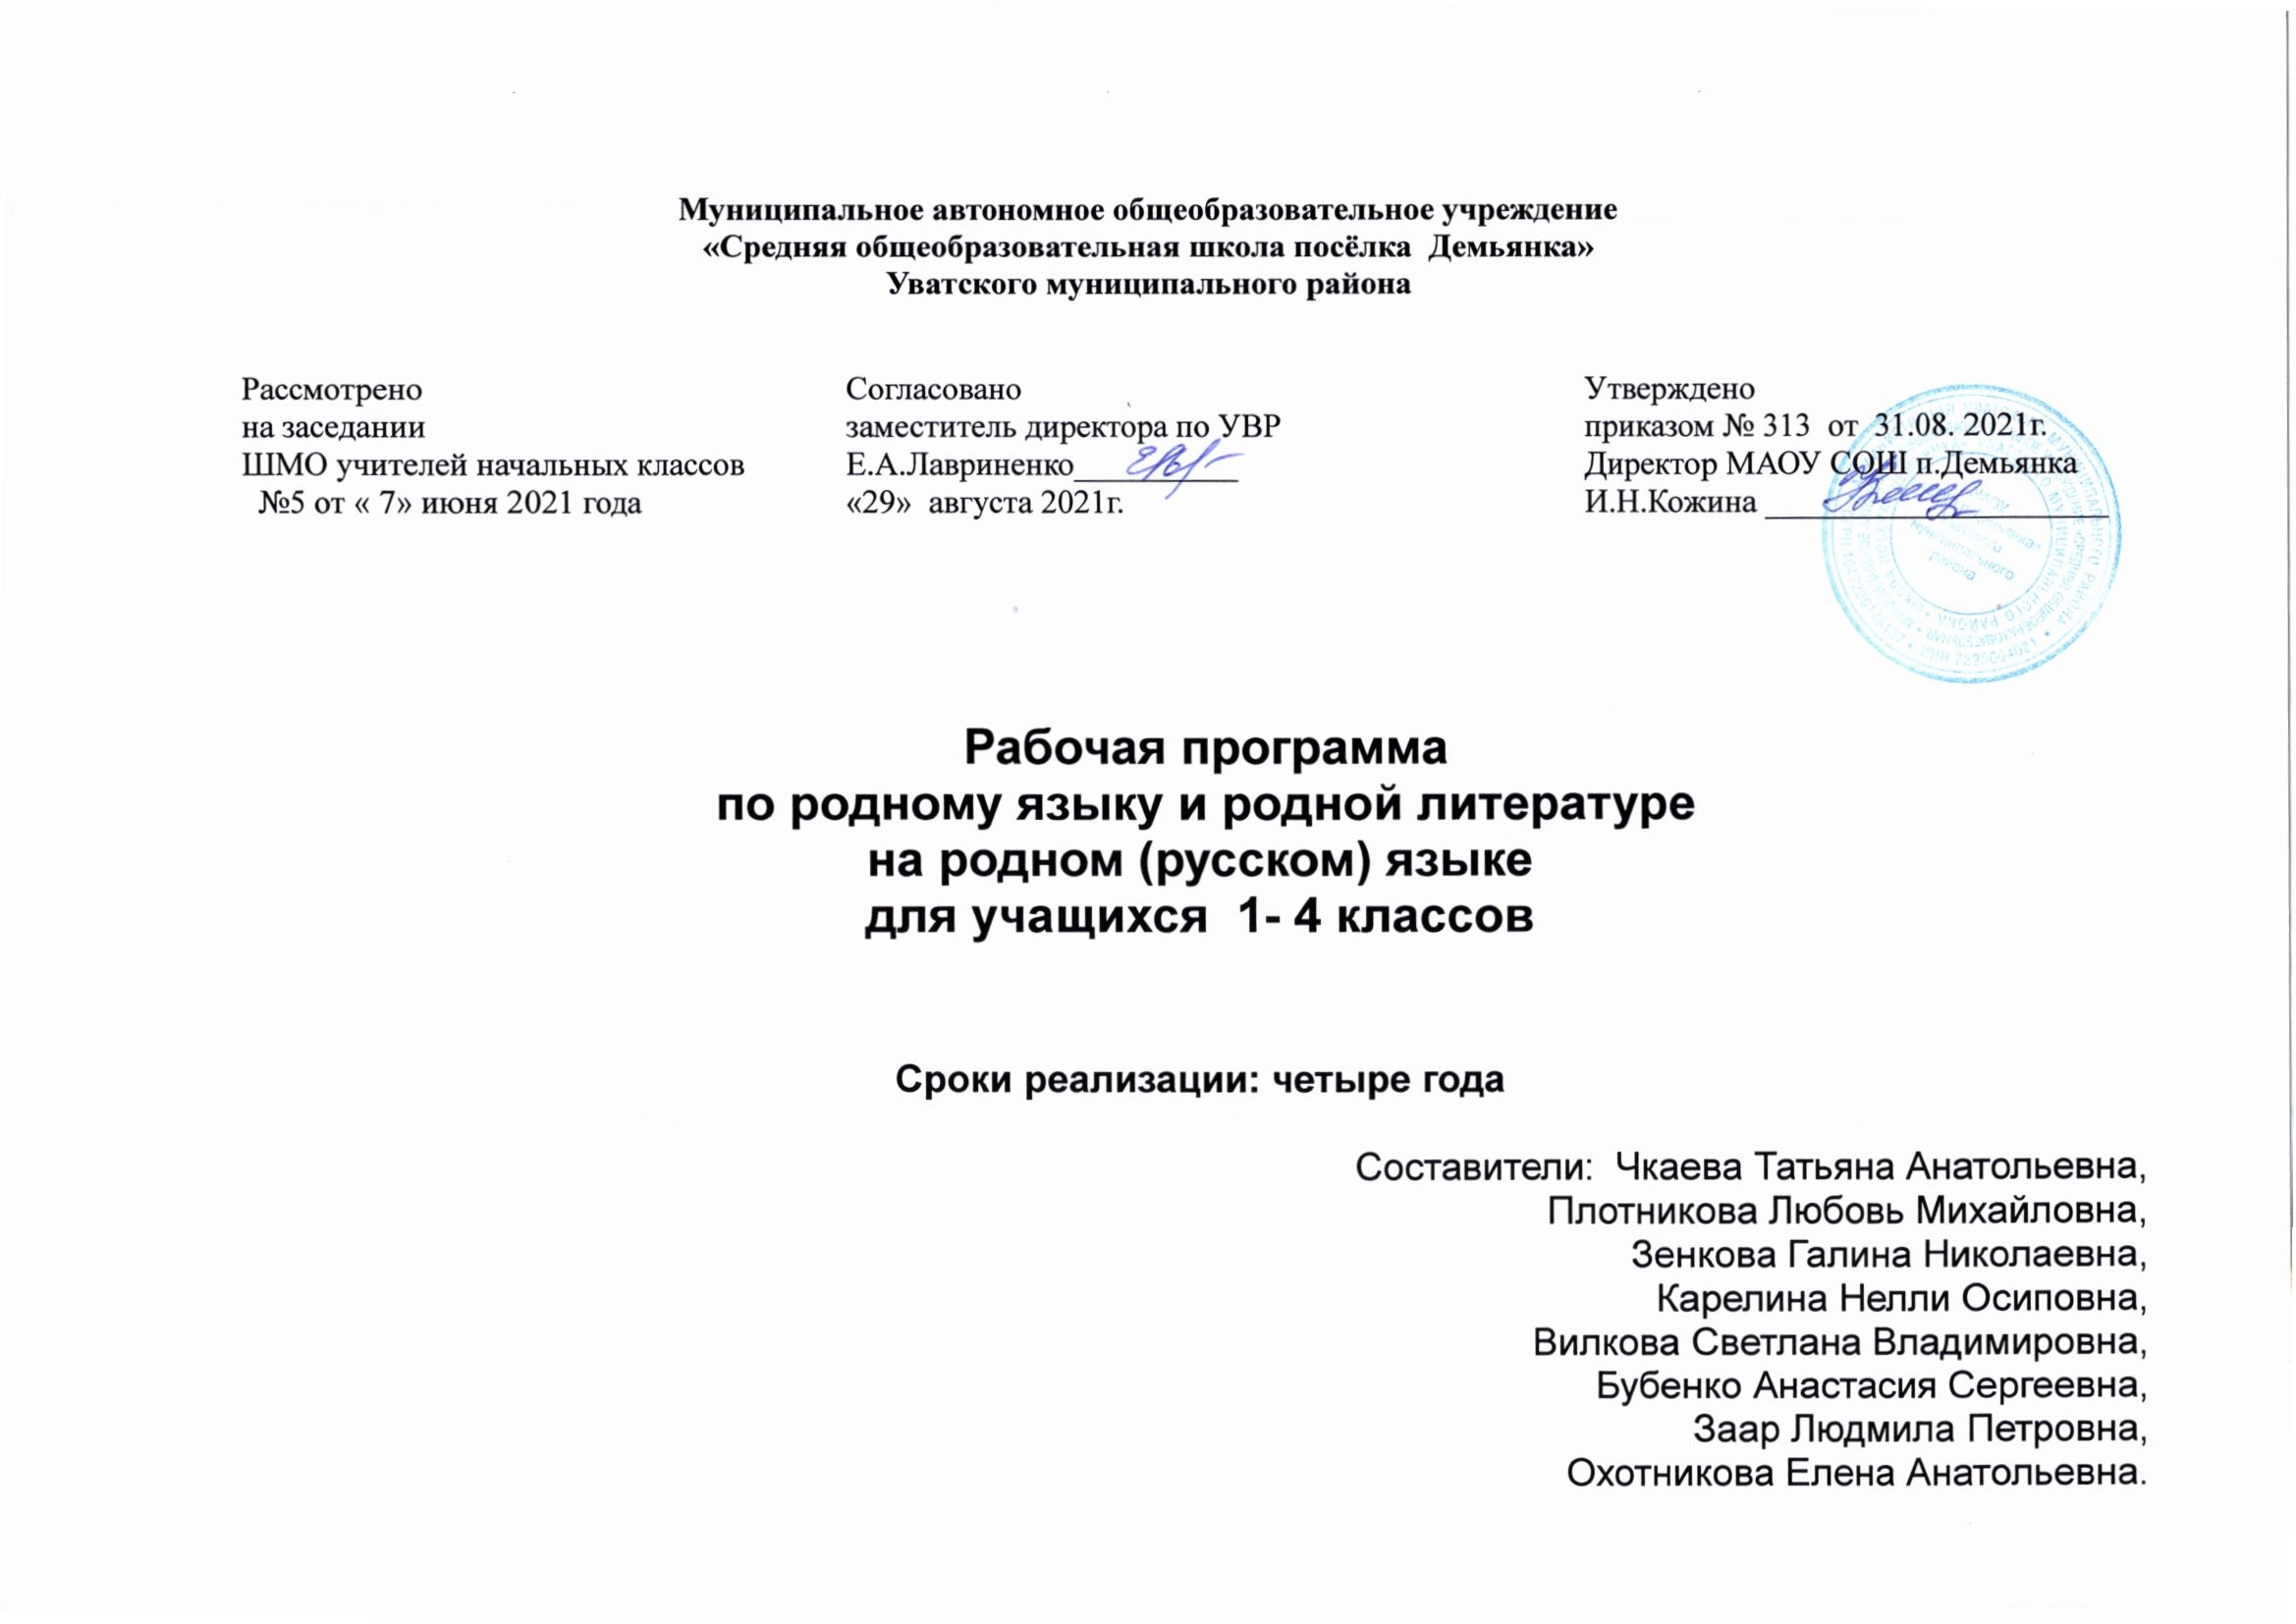 Муниципальное автономное общеобразовательное учреждение
«Средняя общеобразовательная школа посёлка  Демьянка»
Уватского муниципального района
Рассмотрено
на заседании
ШМО учителей начальных классов
№5 от « 7» июня 2021 года
Согласовано
заместитель директора по УВР
Е.А.Лавриненко__________
«29»  августа 2021г.
Утверждено
приказом № 313  от  31.08. 2021г.
Директор МАОУ СОШ п.Демьянка
И.Н.Кожина _____________________
муниципального
района
Рабочая программа
по родному языку и родной литературе
на родном (русском) языке
для учащихся  1- 4 классов
Сроки реализации: четыре года
Составители:  Чкаева Татьяна Анатольевна,
Плотникова Любовь Михайловна,
Зенкова Галина Николаевна,
Карелина Нелли Осиповна,
Вилкова Светлана Владимировна,
Бубенко Анастасия Сергеевна,
Заар Людмила Петровна,
Охотникова Елена Анатольевна.